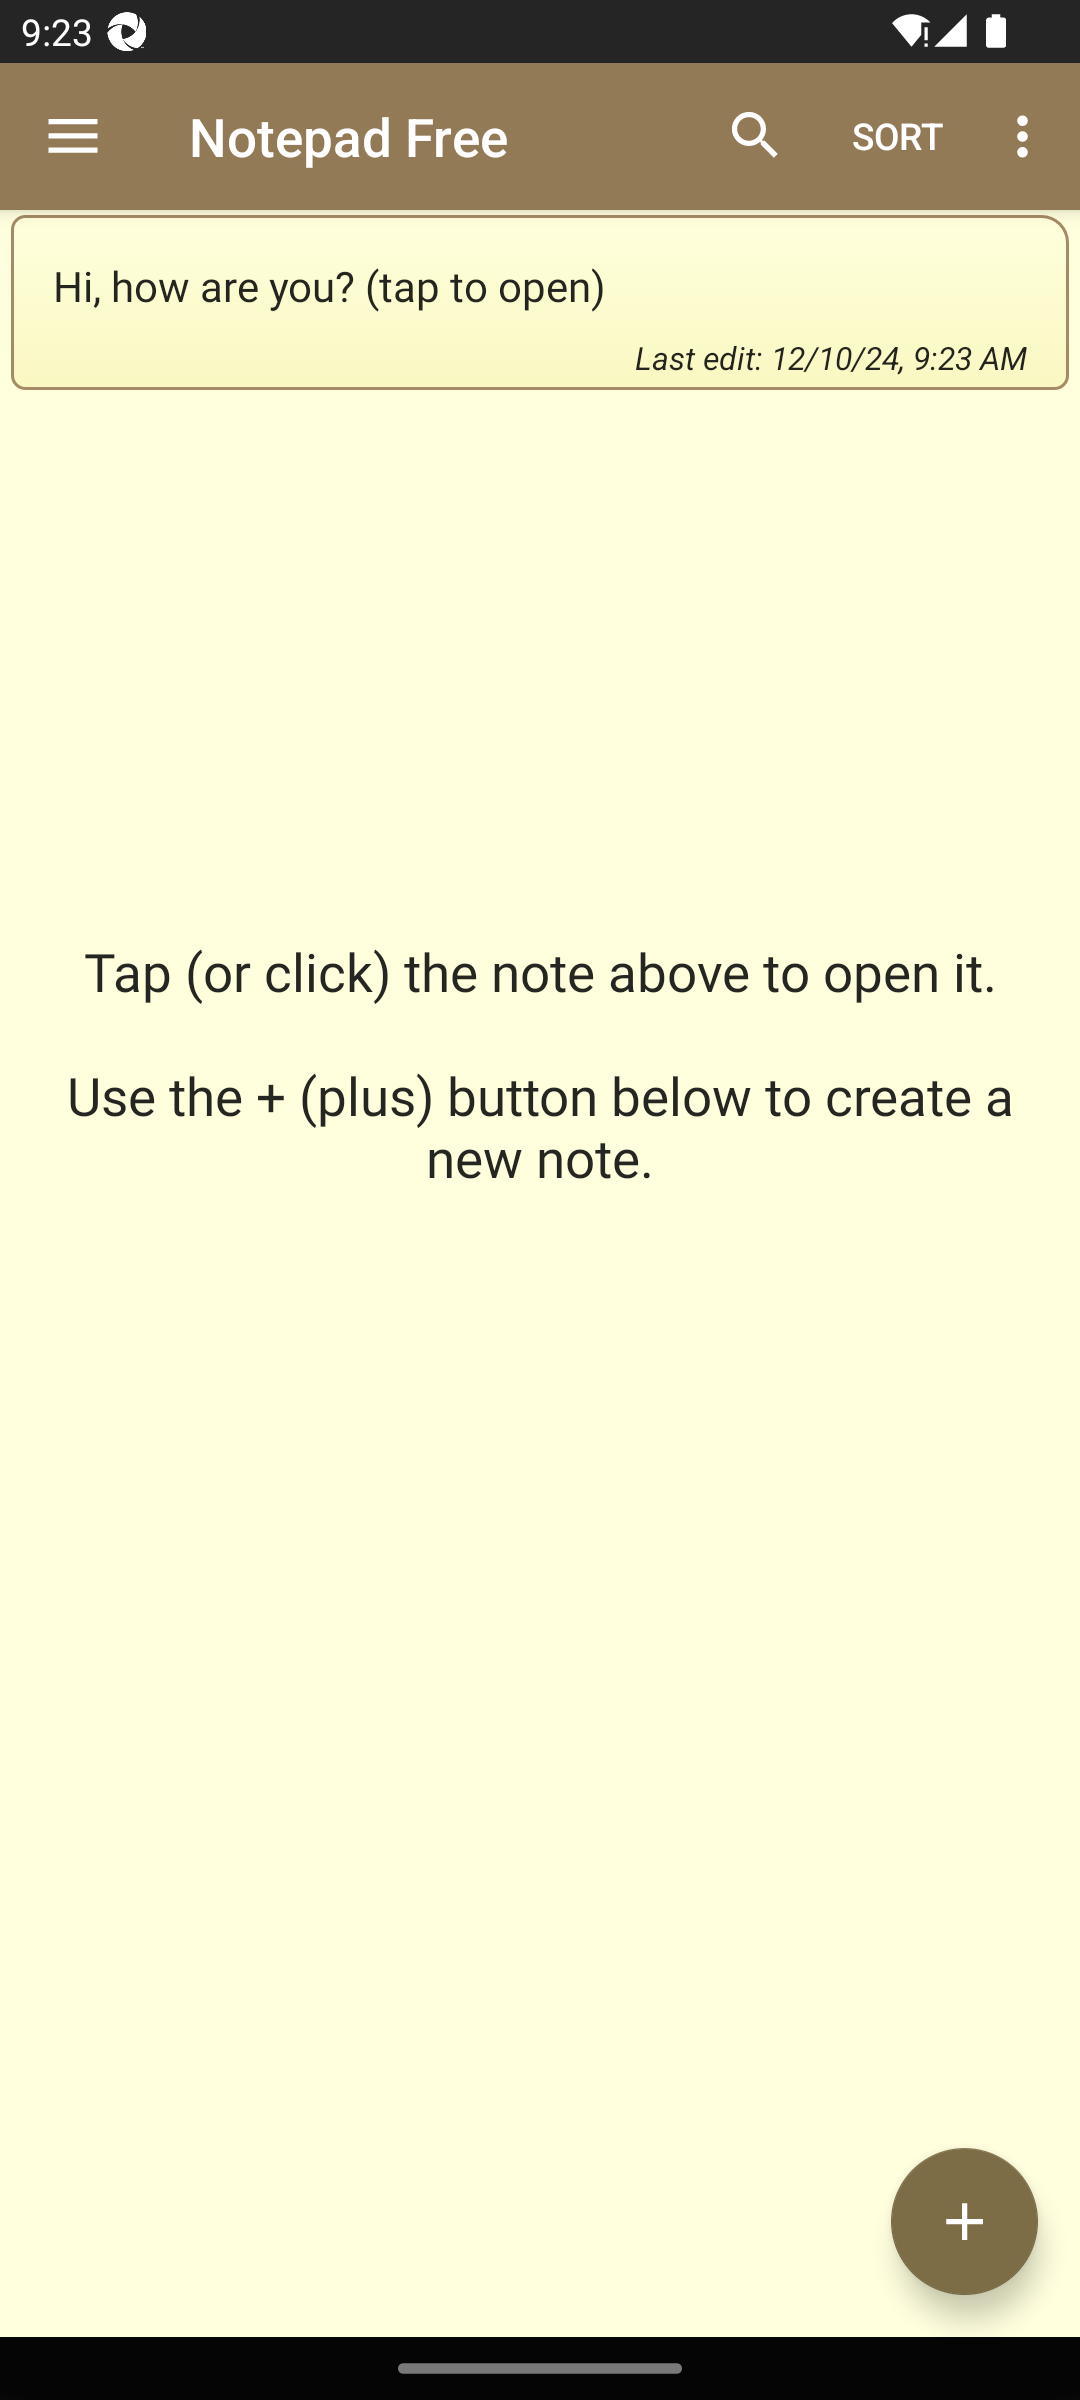 9:23
Notepad Free
SORT
Hi, how are you? (tap to open)
Last edit: 12/10/24, 9:23 AM
Tap (or click) the note above to open it.
Use the + (plus) button below to create a
new note.